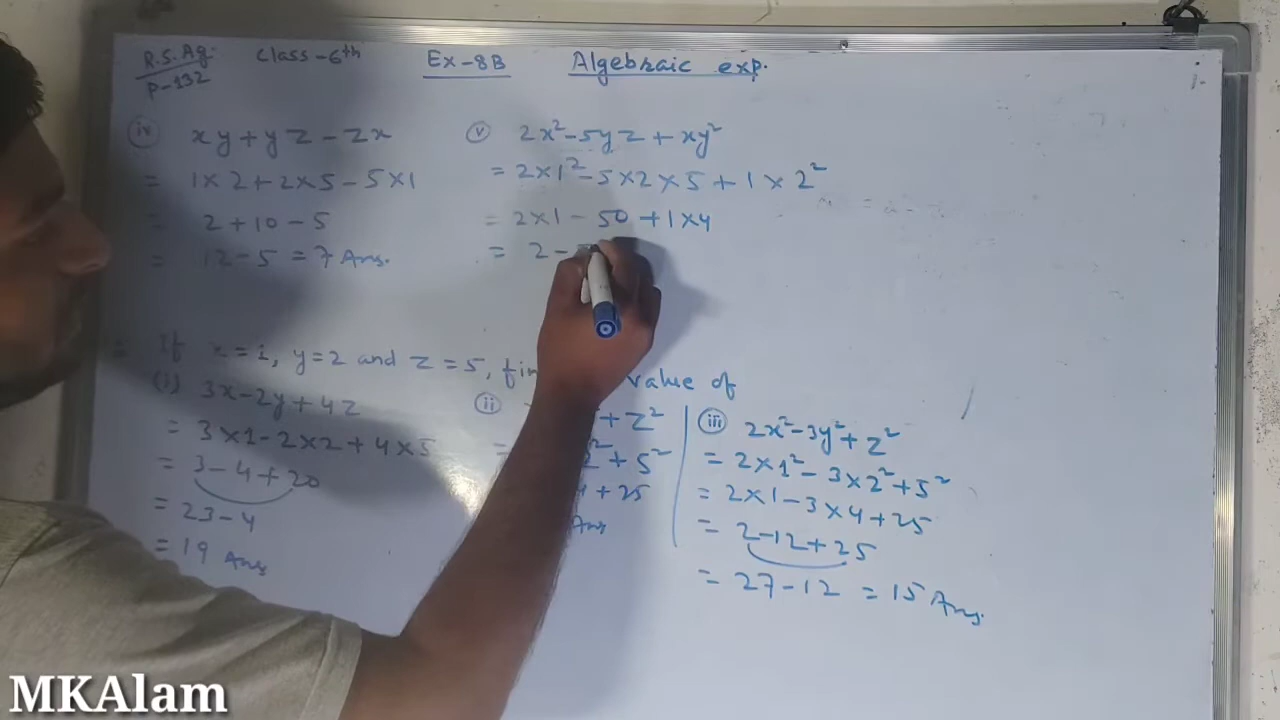 R.S. Ag. Class-6th Ex-8B Algebraic exp.
P-132
(iv) xy+yz-zx
= 1×2+2×5-5×1
= 2+10-5
= 12-5 = 7 Ans.
(v) 2x²-5yz+xy²
= 2×1²-5×2×5+1×2²
= 2×1-50+1×4
= 2-
If x=1, y=2 and z=5, value of
(i) 3x-2y+4z
= 3×1-2×2+4×5
= 3-4+20
= 23-4
= 19 Ans
(ii) +z²
= +5²
+25
Ans
(iii) 2x²-3y²+z²
= 2×1²-3×2²+5²
= 2×1-3×4+25
= 2-12+25
= 27-12 = 15 Ans.
MKAlam